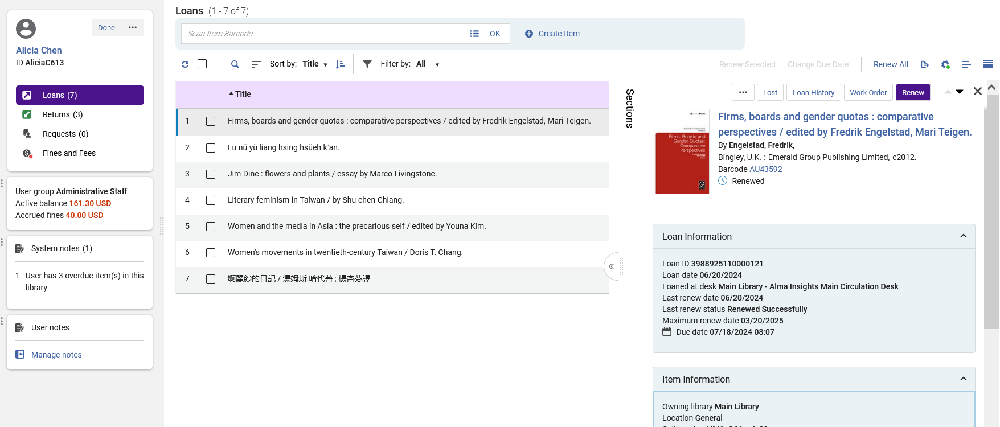 Done
Alicia Chen
ID AliciaC613
Loans (7)
Returns (3)
Requests (0)
Fines and Fees
User group Administrative Staff
Active balance 161.30 USD
Accrued fines 40.00 USD
System notes (1)
1 User has 3 overdue item(s) in this
library
User notes
Manage notes
Loans (1 - 7 of 7)
Scan Item Barcode
OK
Create Item
Sort by: Title
Filter by: All
Renew Selected
Change Due Date
Renew All
Title
1 Firms, boards and gender quotas : comparative perspectives / edited by Fredrik Engelstad, Mari Teigen.
2 Fu nü yü liang hsing hsüeh kʻan.
3 Jim Dine : flowers and plants / essay by Marco Livingstone.
4 Literary feminism in Taiwan / by Shu-chen Chiang.
5 Women and the media in Asia : the precarious self / edited by Youna Kim.
6 Women's movements in twentieth-century Taiwan / Doris T. Chang.
7 婀麗紗的日記 / 湯姆斯.哈代著 ; 楊杏芬譯
Sections
Lost
Loan History
Work Order
Renew
Firms, Boards and
Gender Quotas:
Comparative
Perspectives
Firms, boards and gender quotas : comparative
perspectives / edited by Fredrik Engelstad, Mari Teigen.
By Engelstad, Fredrik,
Bingley, U.K. : Emerald Group Publishing Limited, c2012.
Barcode AU43592
Renewed
Loan Information
Loan ID 3988925110000121
Loan date 06/20/2024
Loaned at desk Main Library - Alma Insights Main Circulation Desk
Last renew date 06/20/2024
Last renew status Renewed Successfully
Maximum renew date 03/20/2025
Due date 07/18/2024 08:07
Item Information
Owning library Main Library
Location General